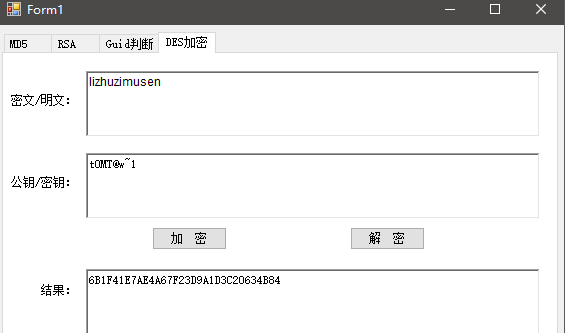 Form1
MD5 RSA Guid判断 DES加密
密文/明文: lizhuzimusen
公钥/密钥: tOMT@w~1
加 密 解 密
结果: 6B1F41E7AE4A67F23D9A1D3C20634B84